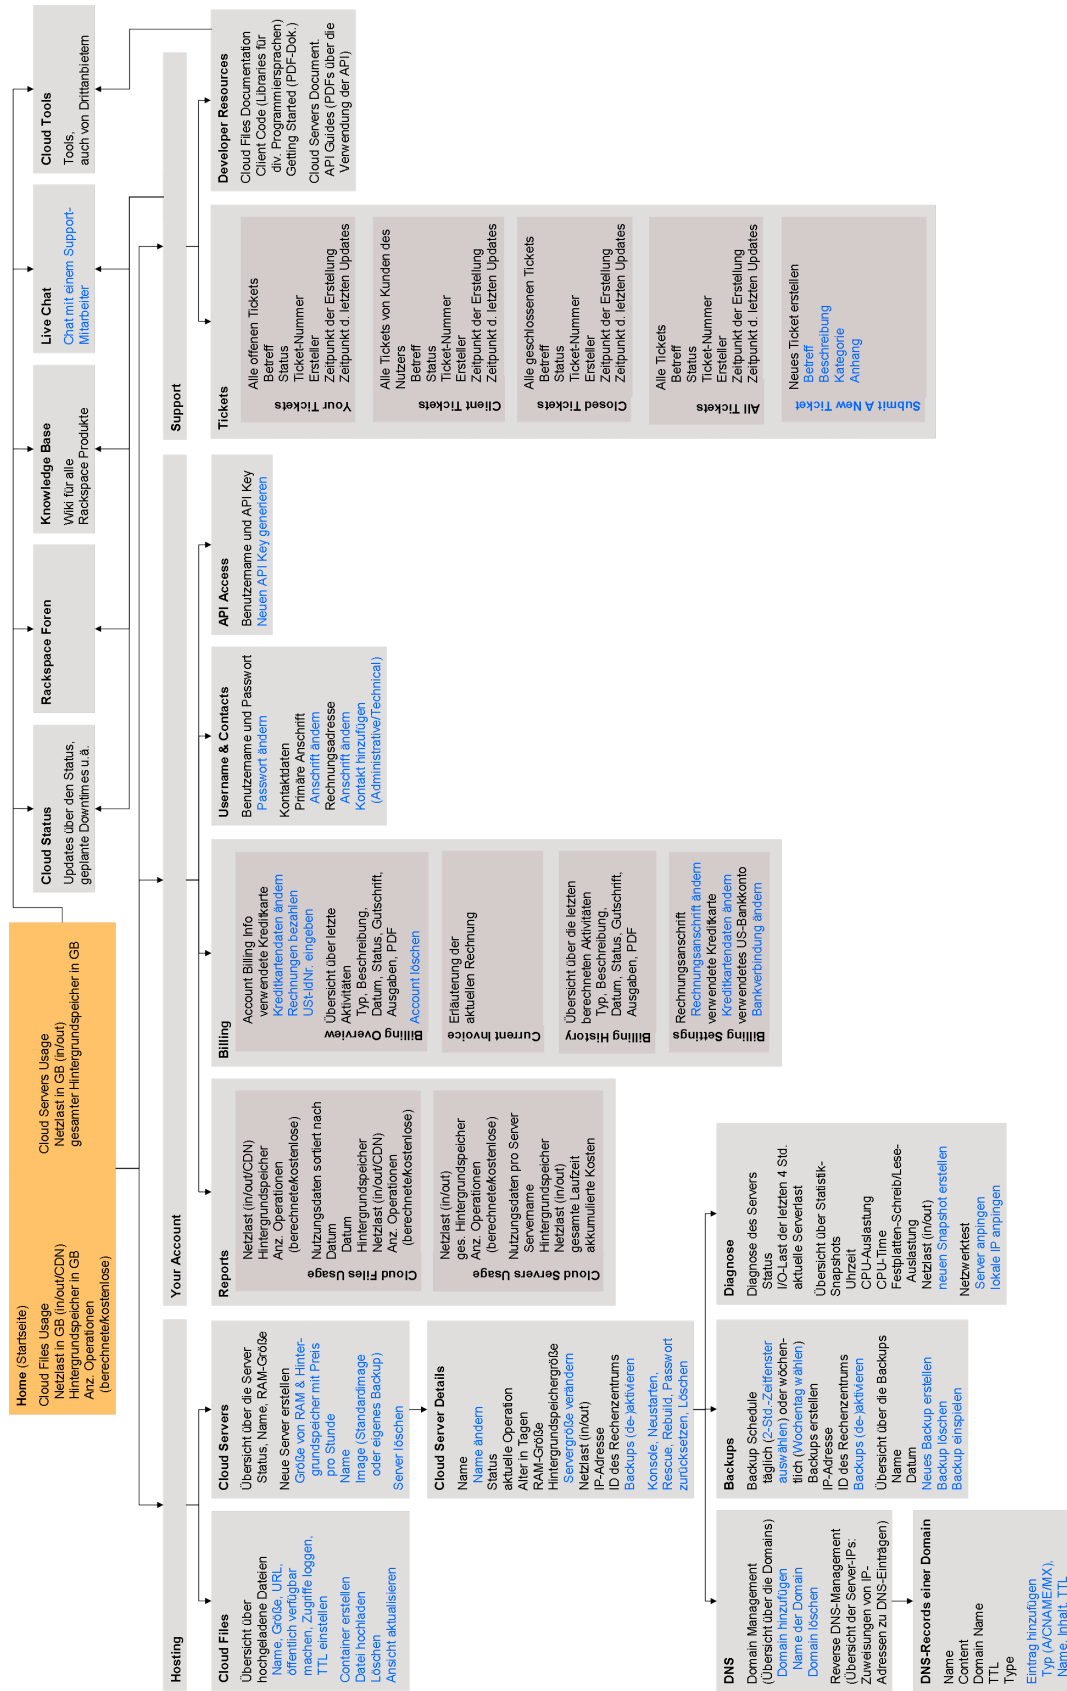 Home (Startseite)
Cloud Files Usage
Netzlast in GB (in/out/CDN)
Hintergrundspeicher in GB
Anz. Operationen
(berechnete/kostenlose)
Cloud Servers Usage
Netzlast in GB (in/out)
gesamter Hintergrundspeicher in GB
Cloud Status
Updates über den Status,
geplante Downtimes u.ä.
Rackspace Foren
Knowledge Base
Wiki für alle
Rackspace Produkte
Live Chat
Chat mit einem Support-
Mitarbeiter
Cloud Tools
Tools,
auch von Drittanbietern
Hosting
Cloud Files
Übersicht über
hochgeladene Dateien
Name, Größe, URL,
öffentlich verfügbar
machen, Zugriffe loggen,
TTL einstellen
Container erstellen
Datei hochladen
Löschen
Ansicht aktualisieren
Cloud Servers
Übersicht über die Server
Status, Name, RAM-Größe
Neue Server erstellen
Größe von RAM & Hinter-
grundspeicher mit Preis
pro Stunde
Name
Image (Standardimage
oder eigenes Backup)
Server löschen
Cloud Server Details
Name
Name ändern
Status
aktuelle Operation
Alter in Tagen
RAM-Größe
Hintergrundspeichergröße
Servergröße verändern
Netzlast (in/out)
IP-Adresse
ID des Rechenzentrums
Backups (de-)aktivieren
Konsole, Neustarten,
Rescue, Rebuild, Passwort
zurücksetzen, Löschen
DNS
Domain Management
(Übersicht über die Domains)
Domain hinzufügen
Name der Domain
Domain löschen
Reverse DNS-Management
(Übersicht der Server-IPs:
Zuweisungen von IP-
Adressen zu DNS-Einträgen)
DNS-Records einer Domain
Name
Content
Domain Name
TTL
Type
Eintrag hinzufügen
Typ (A/CNAME/MX),
Name, Inhalt, TTL
Backups
Backup Schedule
täglich (2-Std.-Zeitfenster
auswählen) oder wöchen-
tlich (Wochentag wählen)
Backups erstellen
IP-Adresse
ID des Rechenzentrums
Backups (de-)aktivieren
Übersicht über die Backups
Name
Datum
Neues Backup erstellen
Backup löschen
Backup einspielen
Diagnose
Diagnose des Servers
Status
I/O-Last der letzten 4 Std.
aktuelle Serverlast
Übersicht über Statistik-
Snapshots
Uhrzeit
CPU-Auslastung
CPU-Time
Festplatten-Schreib/Lese-
Auslastung
Netzlast (in/out)
neuen Snapshot erstellen
Netzwerktest
Server anpingen
lokale IP anpingen
Your Account
Reports
Cloud Files Usage
Netzlast (in/out/CDN)
Hintergrundspeicher
Anz. Operationen
(berechnete/kostenlose)
Nutzungsdaten sortiert nach
Datum
Datum
Hintergrundspeicher
Netzlast (in/out/CDN)
Anz. Operationen
(berechnete/kostenlose)
Cloud Servers Usage
Netzlast (in/out)
ges. Hintergrundspeicher
Anz. Operationen
(berechnete/kostenlose)
Nutzungsdaten pro Server
Servername
Hintergrundspeicher
Netzlast (in/out)
gesamte Laufzeit
akkumulierte Kosten
Billing
Billing Overview
Account Billing Info
verwendete Kreditkarte
Kreditkartendaten ändern
Rechnungen bezahlen
USt-IdNr. eingeben
Übersicht über letzte
Aktivitäten
Typ, Beschreibung,
Datum, Status, Gutschrift,
Ausgaben, PDF
Account löschen
Current Invoice
Erläuterung der
aktuellen Rechnung
Billing History
Übersicht über die letzten
berechneten Aktivitäten
Typ, Beschreibung,
Datum, Status, Gutschrift,
Ausgaben, PDF
Billing Settings
Rechnungsanschrift
Rechnungsanschrift ändern
verwendete Kreditkarte
Kreditkartendaten ändern
verwendetes US-Bankkonto
Bankverbindung ändern
Username & Contacts
Benutzername und Passwort
Passwort ändern
Kontaktdaten
Primäre Anschrift
Anschrift ändern
Rechnungsadresse
Anschrift ändern
Kontakt hinzufügen
(Administrative/Technical)
API Access
Benutzername und API Key
Neuen API Key generieren
Support
Tickets
Your Tickets
Alle offenen Tickets
Betreff
Status
Ticket-Nummer
Ersteller
Zeitpunkt der Erstellung
Zeitpunkt d. letzten Updates
Client Tickets
Alle Tickets von Kunden des
Nutzers
Betreff
Status
Ticket-Nummer
Ersteller
Zeitpunkt der Erstellung
Zeitpunkt d. letzten Updates
Closed Tickets
Alle geschlossenen Tickets
Betreff
Status
Ticket-Nummer
Ersteller
Zeitpunkt der Erstellung
Zeitpunkt d. letzten Updates
All Tickets
Alle Tickets
Betreff
Status
Ticket-Nummer
Ersteller
Zeitpunkt der Erstellung
Zeitpunkt d. letzten Updates
Submit A New Ticket
Neues Ticket erstellen
Betreff
Beschreibung
Kategorie
Anhang
Developer Resources
Cloud Files Documentation
Client Code (Libraries für
div. Programmiersprachen)
Getting Started (PDF-Dok.)
Cloud Servers Document.
API Guides (PDFs über die
Verwendung der API)